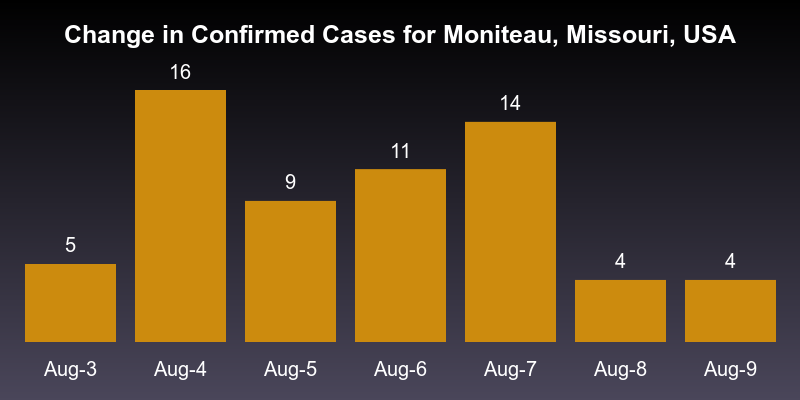 Change in Confirmed Cases for Moniteau, Missouri, USA
5
16
9
11
14
4
4
Aug-3
Aug-4
Aug-5
Aug-6
Aug-7
Aug-8
Aug-9